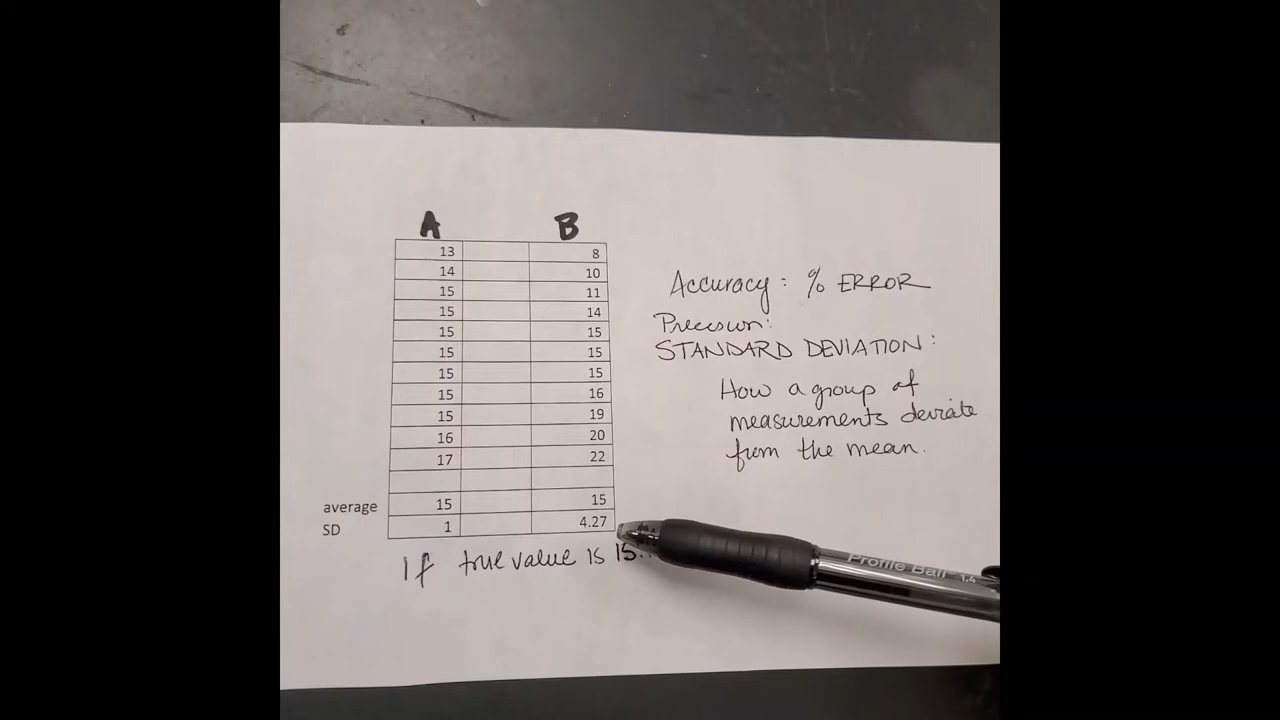 A B
13 8
14 10
15 11
15 14
15 15
15 15
15 15
15 16
15 19
16 20
17 22
average 15 15
SD 1 4.27
If true value is 15..
Accuracy: % ERROR
Precision:
STANDARD DEVIATION:
How a group of
measurements deviate
from the mean.
Profile Ball 1.4